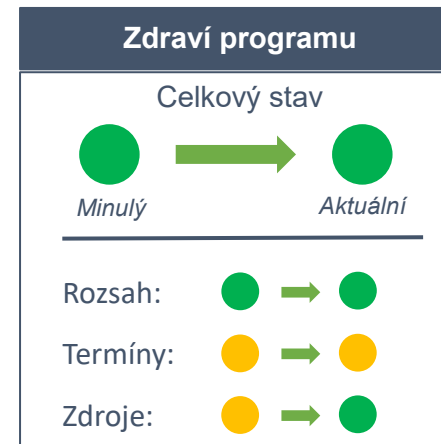 Zdraví programu
Celkový stav
Minulý Aktuální
Rozsah:
Termíny:
Zdroje: